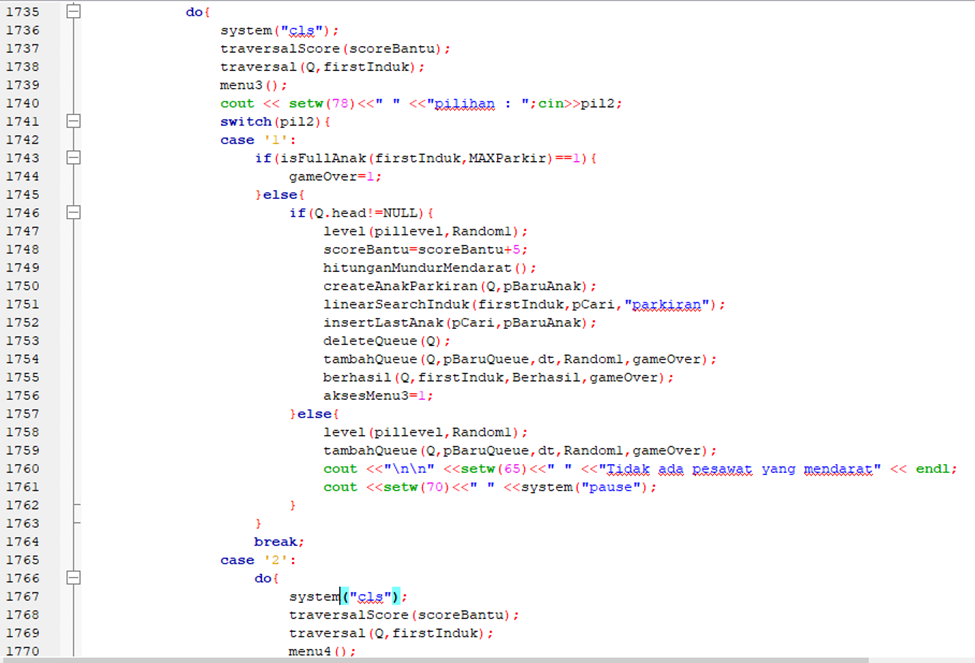 1735 do{
1736 system("cls");
1737 traversalScore(scoreBantu);
1738 traversal(Q,firstInduk);
1739 menu3();
1740 cout << setw(78)<<" " <<"pilihan : ";cin>>pil2;
1741 switch(pil2){
1742 case '1':
1743 if(isFullAnak(firstInduk,MAXParkir)==1){
1744 gameOver=1;
1745 }else{
1746 if(Q.head!=NULL){
1747 level(pillevel,Random1);
1748 scoreBantu=scoreBantu+5;
1749 hitunganMundurMendarat();
1750 createAnakParkiran(Q,pBaruAnak);
1751 linearSearchInduk(firstInduk,pCari,"parkiran");
1752 insertLastAnak(pCari,pBaruAnak);
1753 deleteQueue(Q);
1754 tambahQueue(Q,pBaruQueue,dt,Random1,gameOver);
1755 berhasil(Q,firstInduk,Berhasil,gameOver);
1756 aksesMenu3=1;
1757 }else{
1758 level(pillevel,Random1);
1759 tambahQueue(Q,pBaruQueue,dt,Random1,gameOver);
1760 cout <<"\n\n" <<setw(65)<<" " <<"Tidak ada pesawat yang mendarat" << endl;
1761 cout <<setw(70)<<" " <<system("pause");
1762 }
1763 }
1764 break;
1765 case '2':
1766 do{
1767 system("cls");
1768 traversalScore(scoreBantu);
1769 traversal(Q,firstInduk);
1770 menu4();